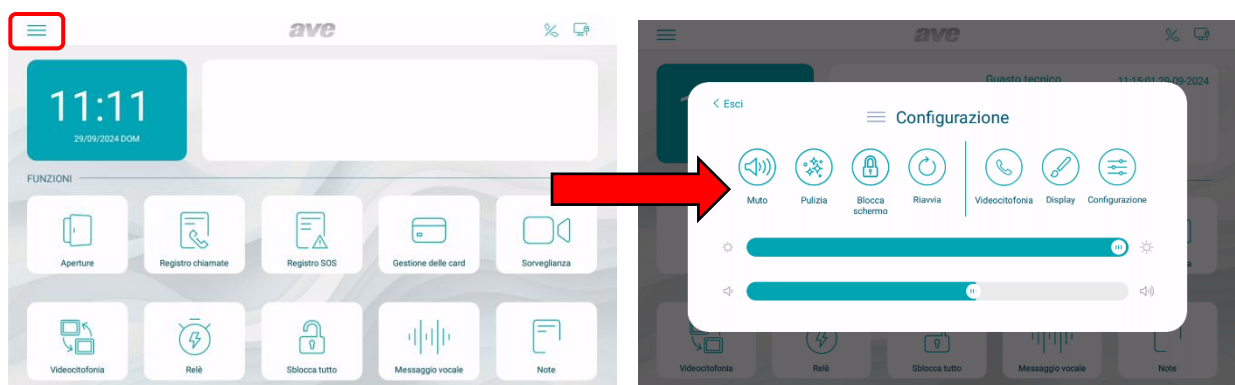 ave
11:11
29/09/2024 DOM
FUNZIONI
Aperture
Registro chiamate
Registro SOS
Gestione delle card
Sorveglianza
Videocitofonia
Relè
Sblocca tutto
Messaggio vocale
Note
ave
Guasto tecnico
11:15:01 29-09-2024
Esci
Configurazione
Muto
Pulizia
Blocca
schermo
Riavvia
Videocitofonia
Display
Configurazione
Videocitofonia
Relè
Sblocca tutto
Messaggio vocale
Note